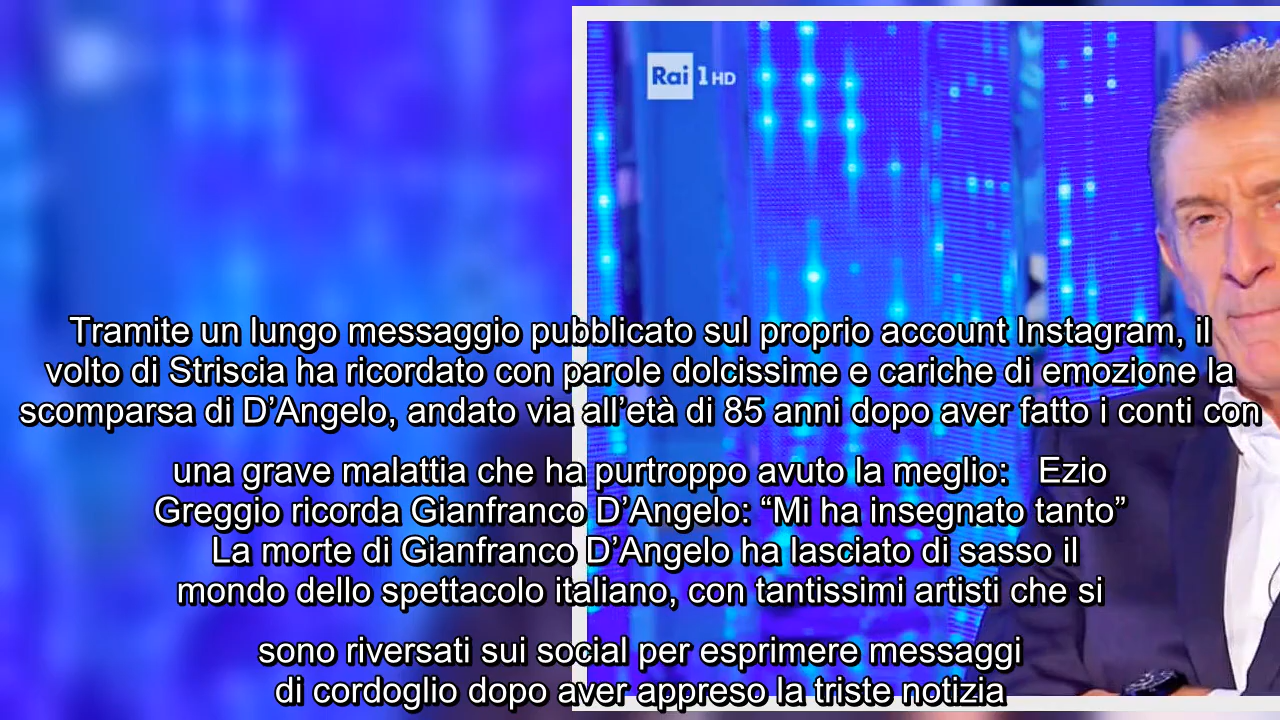 Rai 1 HD
Tramite un lungo messaggio pubblicato sul proprio account Instagram, il
volto di Striscia ha ricordato con parole dolcissime e cariche di emozione la
scomparsa di D’Angelo, andato via all’età di 85 anni dopo aver fatto i conti con
una grave malattia che ha purtroppo avuto la meglio: Ezio
Greggio ricorda Gianfranco D’Angelo: “Mi ha insegnato tanto”
La morte di Gianfranco D’Angelo ha lasciato di sasso il
mondo dello spettacolo italiano, con tantissimi artisti che si
sono riversati sui social per esprimere messaggi
di cordoglio dopo aver appreso la triste notizia